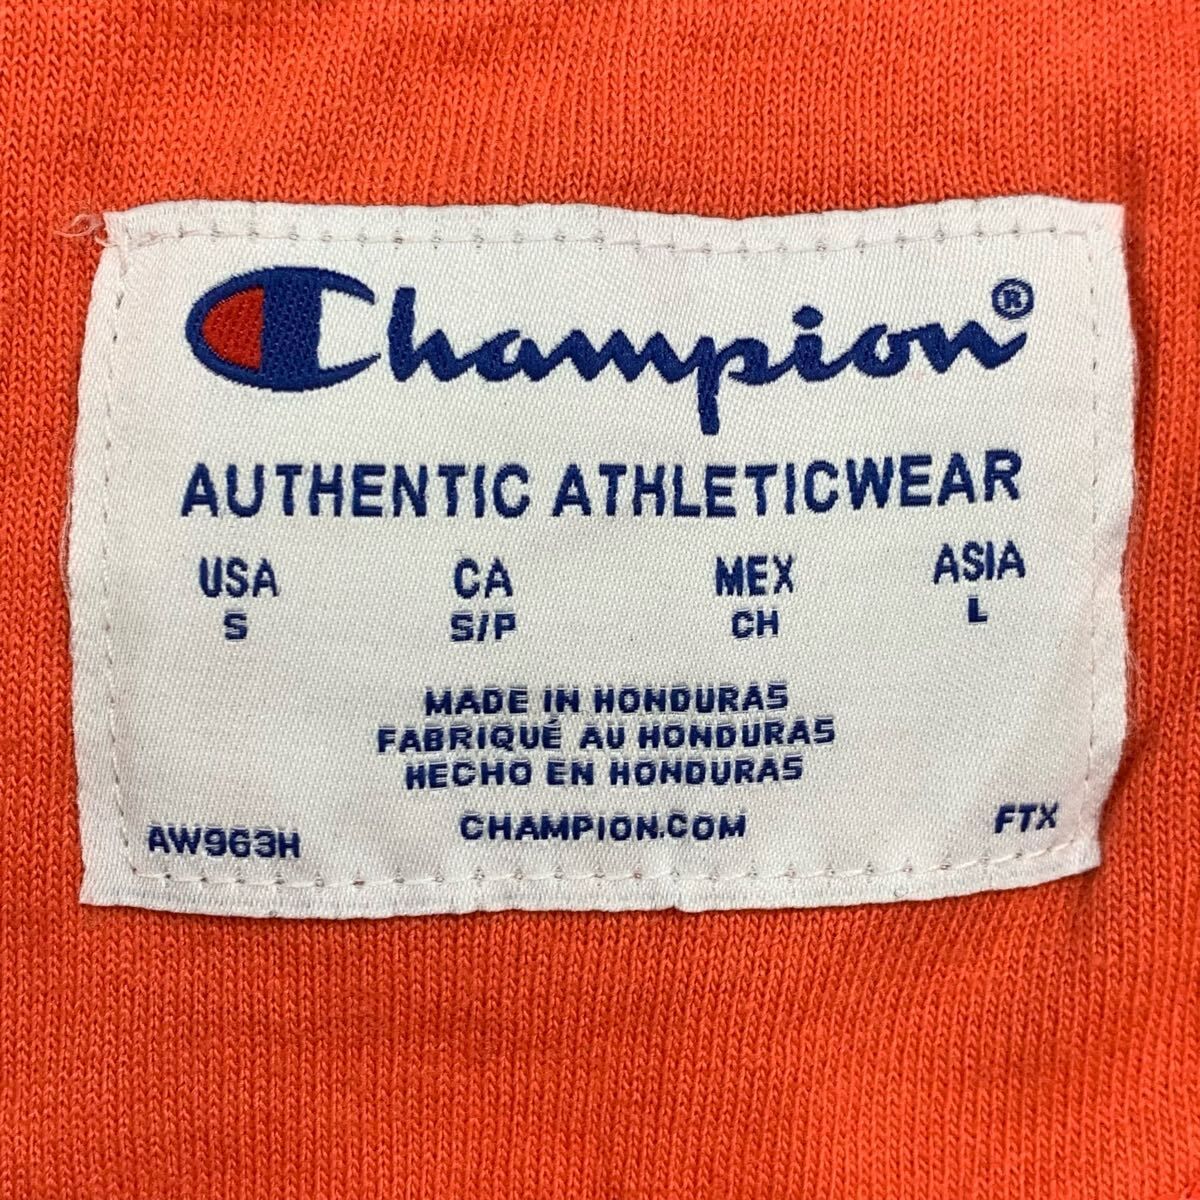 Champion®
AUTHENTIC ATHLETICWEAR
USA CA MEX ASIA
S S/P CH L
MADE IN HONDURAS
FABRIQUÉ AU HONDURAS
HECHO EN HONDURAS
AW963H CHAMPION.COM FTX